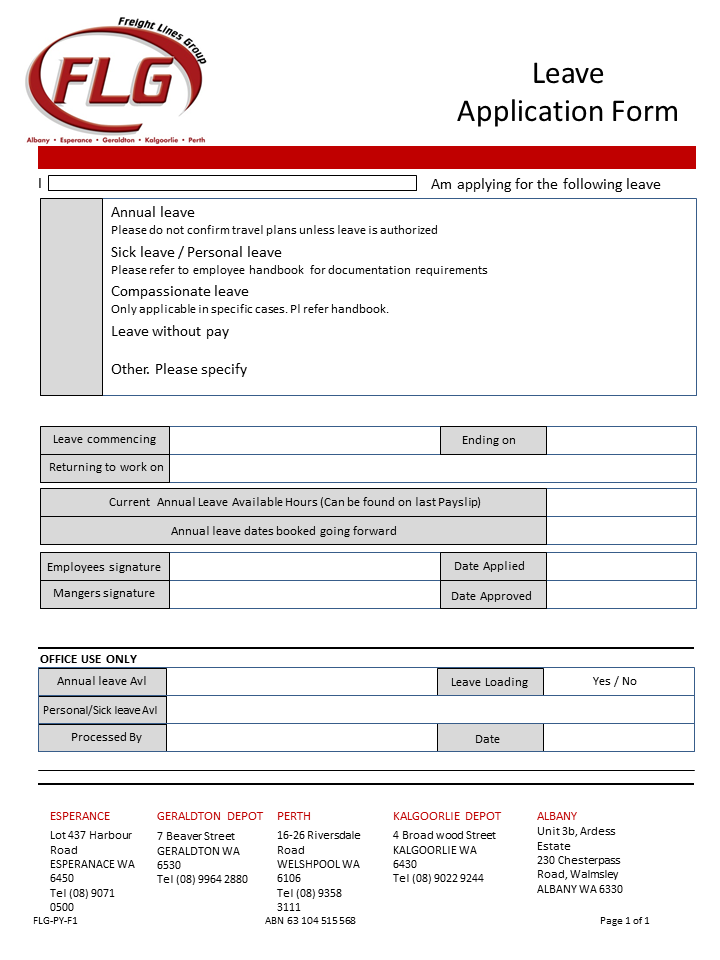 Freight Lines Group
FLG
Albany • Esperance • Geraldton • Kalgoorlie • Perth
Leave
Application Form
I Am applying for the following leave
Annual leave
Please do not confirm travel plans unless leave is authorized
Sick leave / Personal leave
Please refer to employee handbook for documentation requirements
Compassionate leave
Only applicable in specific cases. Pl refer handbook.
Leave without pay
Other. Please specify
Leave commencing Ending on
Returning to work on
Current Annual Leave Available Hours (Can be found on last Payslip)
Annual leave dates booked going forward
Employees signature Date Applied
Mangers signature Date Approved
OFFICE USE ONLY
Annual leave Avl Leave Loading Yes / No
Personal/Sick leave Avl
Processed By Date
ESPERANCE
Lot 437 Harbour
Road
ESPERANACE WA
6450
Tel (08) 9071
0500
GERALDTON DEPOT
7 Beaver Street
GERALDTON WA
6530
Tel (08) 9964 2880
PERTH
16-26 Riversdale
Road
WELSHPOOL WA
6106
Tel (08) 9358
3111
KALGOORLIE DEPOT
4 Broad wood Street
KALGOORLIE WA
6430
Tel (08) 9022 9244
ALBANY
Unit 3b, Ardess
Estate
230 Chesterpass
Road, Walmsley
ALBANY WA 6330
FLG-PY-F1 ABN 63 104 515 568 Page 1 of 1